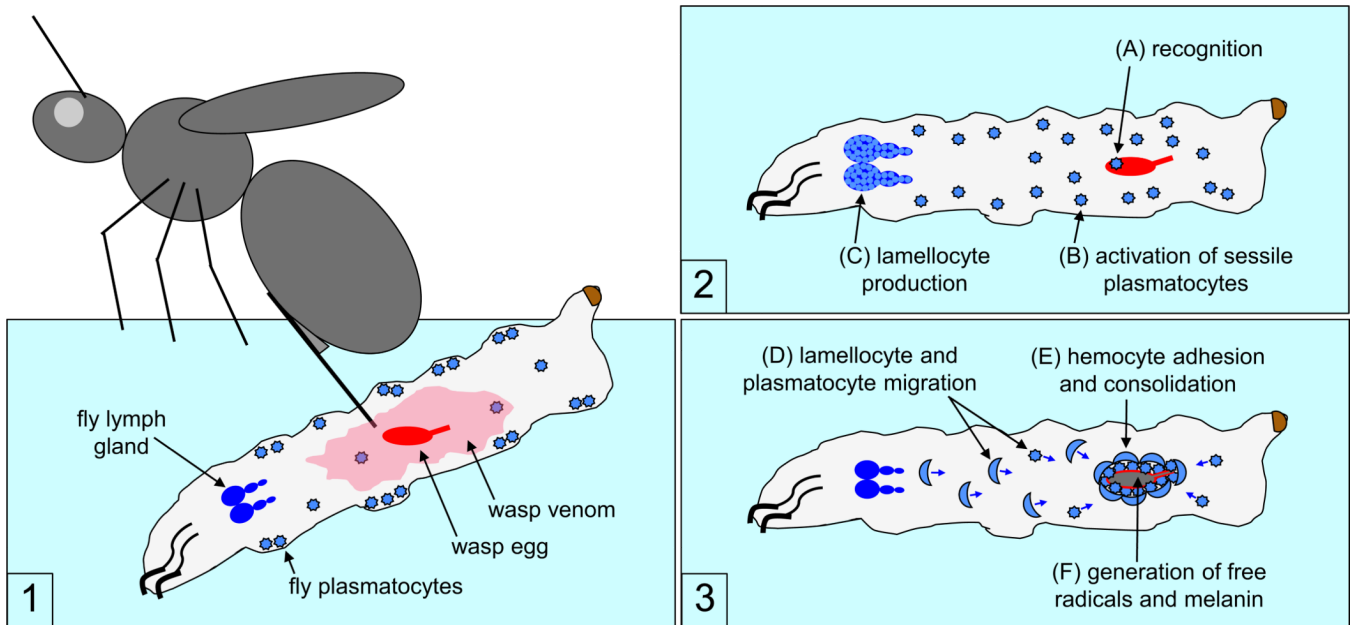 fly lymph
gland
wasp venom
wasp egg
fly plasmatocytes
1
(A) recognition
(C) lamellocyte
production
(B) activation of sessile
plasmatocytes
2
(D) lamellocyte and
plasmatocyte migration
(E) hemocyte adhesion
and consolidation
(F) generation of free
radicals and melanin
3